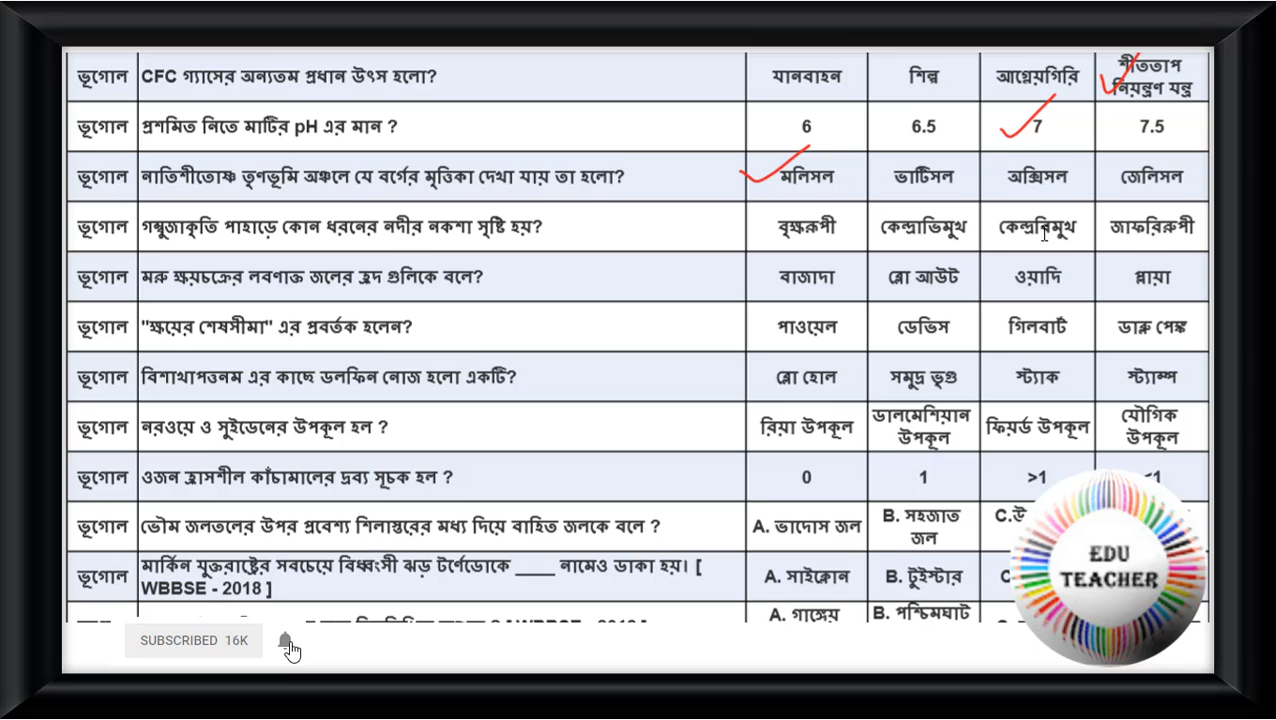 ভূগোল CFC গ্যাসের অন্যতম প্রধান উৎস হলো? যানবাহন শিল্প আগ্নেয়গিরি শীততাপ নিয়ন্ত্রণ যন্ত্র
ভূগোল প্রশমিত নিতে মাটির pH এর মান ? 6 6.5 7 7.5
ভূগোল নাতিশীতোষ্ণ তৃণভূমি অঞ্চলে যে বর্গের মৃত্তিকা দেখা যায় তা হলো? মলিসল ভার্টিসল অক্সিসল জেলিসল
ভূগোল গম্বুজাকৃতি পাহাড়ে কোন ধরনের নদীর নকশা সৃষ্টি হয়? বৃক্ষরূপী কেন্দ্রাভিমুখ কেন্দ্রবিমুখ জাফরিরুপী
ভূগোল মরু ক্ষয়চক্রের লবণাক্ত জলের হ্রদ গুলিকে বলে? বাজাদা ব্লো আউট ওয়াদি প্লায়া
ভূগোল "ক্ষয়ের শেষসীমা" এর প্রবর্তক হলেন? পাওয়েল ডেভিস গিলবার্ট ডাব্লু পেঙ্ক
ভূগোল বিশাখাপত্তনম এর কাছে ডলফিন নোজ হলো একটি? ব্লো হোল সমুদ্র ভৃগু স্ট্যাক স্ট্যাম্প
ভূগোল নরওয়ে ও সুইডেনের উপকূল হল ? রিয়া উপকূল ডালমেশিয়ান উপকূল ফিয়র্ড উপকূল যৌগিক উপকূল
ভূগোল ওজন হ্রাসশীল কাঁচামালের দ্রব্য সূচক হল ? 0 1 >1
ভূগোল ভৌম জলতলের উপর প্রবেশ্য শিলাস্তরের মধ্য দিয়ে বাহিত জলকে বলে ? A. ভাদোস জল B. সহজাত জল
ভূগোল মার্কিন যুক্তরাষ্ট্রের সবচেয়ে বিধ্বংসী ঝড় টর্ণেডোকে ____ নামেও ডাকা হয়। [ WBBSE - 2018 ] A. সাইক্লোন B. টুইস্টার
A. গাঙ্গেয় B. পশ্চিমঘাট
EDU
TEACHER
SUBSCRIBED 16K